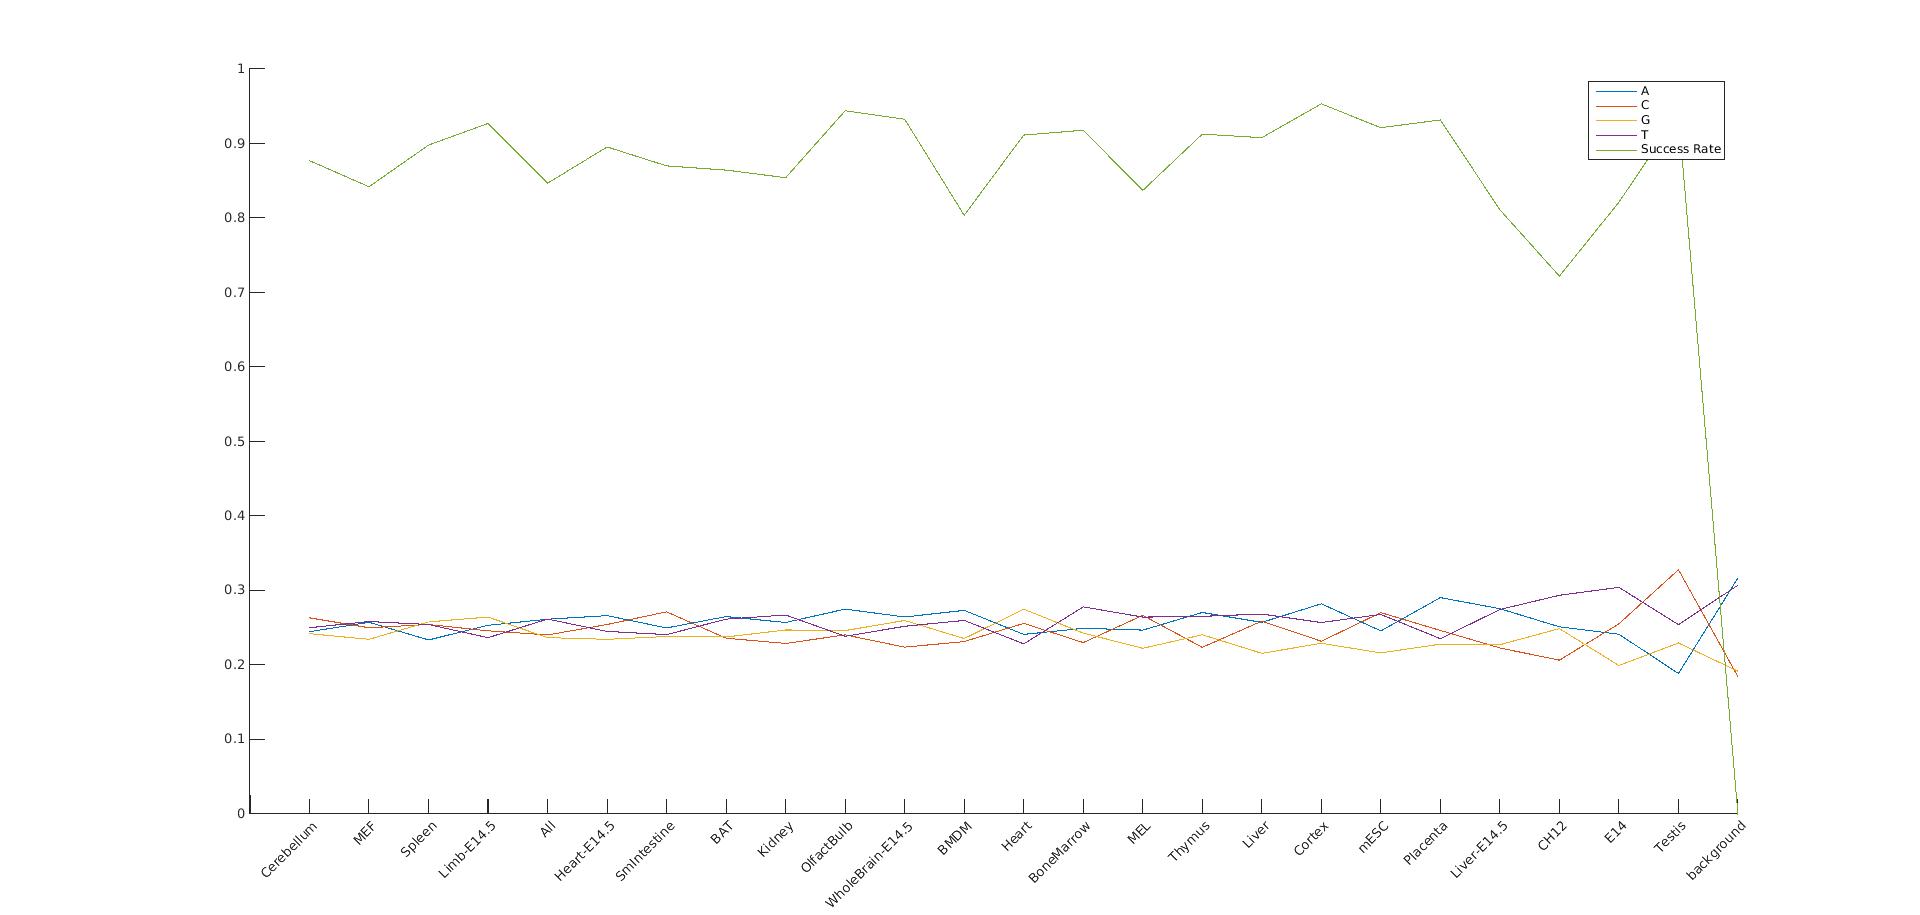 1
0.9
0.8
0.7
0.6
0.5
0.4
0.3
0.2
0.1
0
A
C
G
T
Success Rate
Cerebellum
MEF
Spleen
Limb-E14.5
All
Heart-E14.5
SmIntestine
BAT
Kidney
OlfactBulb
WholeBrain-E14.5
BMDM
Heart
BoneMarrow
MEL
Thymus
Liver
Cortex
mESC
Placenta
Liver-E14.5
CH12
E14
Testis
background